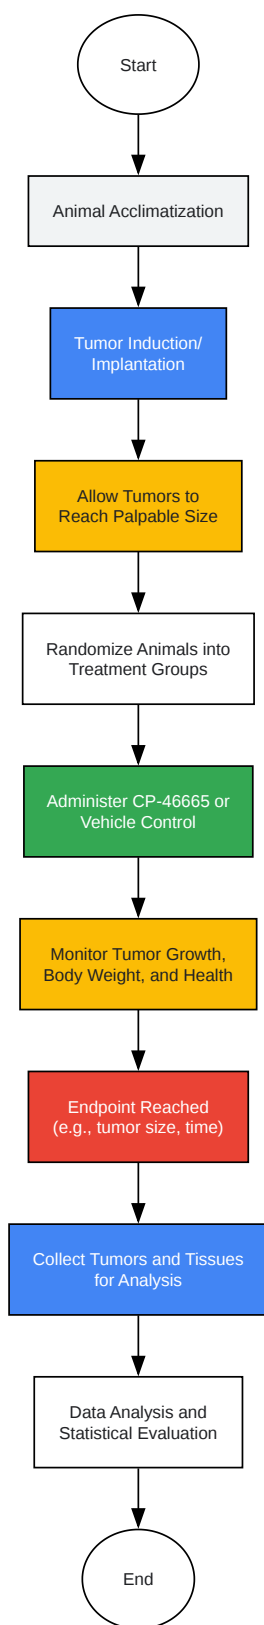 Start
Animal Acclimatization
Tumor Induction/
Implantation
Allow Tumors to
Reach Palpable Size
Randomize Animals into
Treatment Groups
Administer CP-46665 or
Vehicle Control
Monitor Tumor Growth,
Body Weight, and Health
Endpoint Reached
(e.g., tumor size, time)
Collect Tumors and Tissues
for Analysis
Data Analysis and
Statistical Evaluation
End